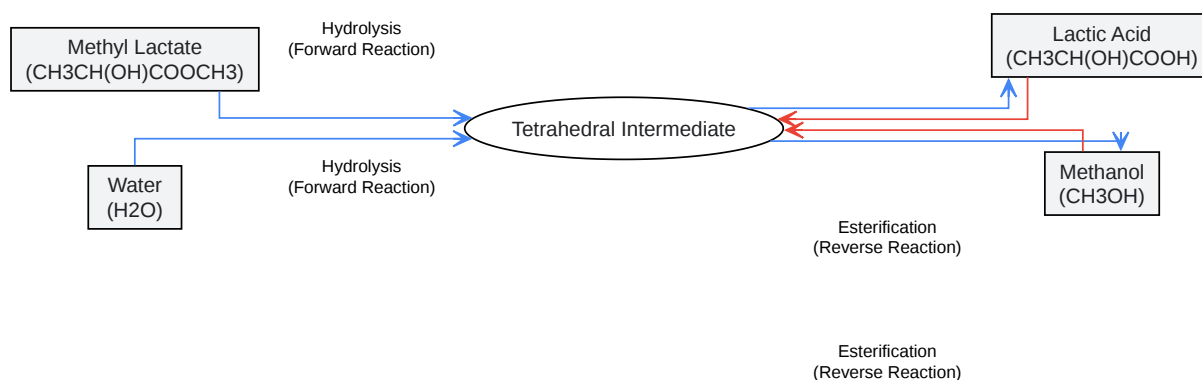 Hydrolysis
(Forward Reaction)
Methyl Lactate
(CH3CH(OH)COOCH3)
Lactic Acid
(CH3CH(OH)COOH)
Tetrahedral Intermediate
Hydrolysis
(Forward Reaction)
Water
(H2O)
Methanol
(CH3OH)
Esterification
(Reverse Reaction)
Esterification
(Reverse Reaction)